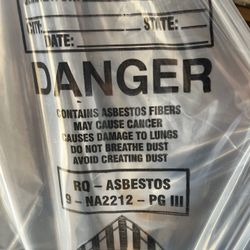 CITY: STATE:
DATE:
DANGER
CONTAINS ASBESTOS FIBERS
MAY CAUSE CANCER
CAUSES DAMAGE TO LUNGS
DO NOT BREATHE DUST
AVOID CREATING DUST
RQ - ASBESTOS
9 - NA2212 - PG III